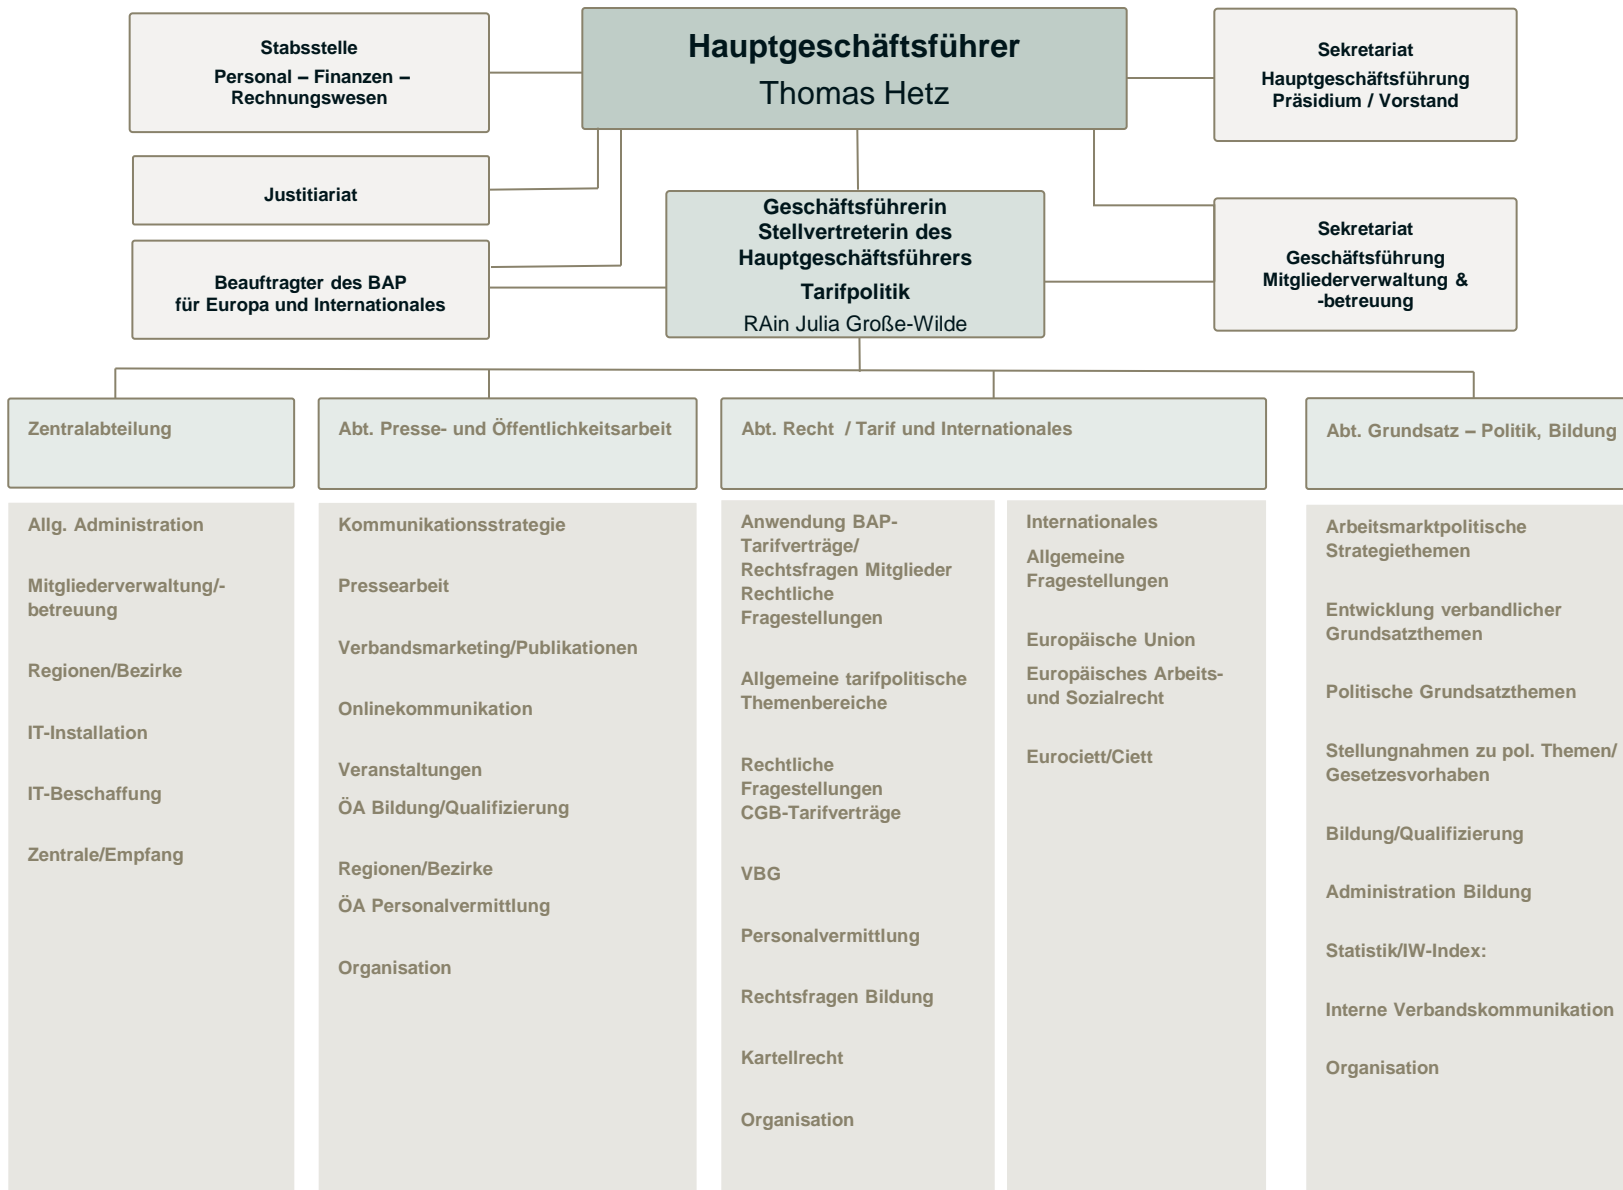 Stabsstelle
Personal – Finanzen –
Rechnungswesen
Hauptgeschäftsführer
Thomas Hetz
Sekretariat
Hauptgeschäftsführung
Präsidium / Vorstand
Justitiariat
Beauftragter des BAP
für Europa und Internationales
Geschäftsführerin
Stellvertreterin des
Hauptgeschäftsführers
Tarifpolitik
RAin Julia Große-Wilde
Sekretariat
Geschäftsführung
Mitgliederverwaltung &
-betreuung
Zentralabteilung
Allg. Administration
Mitgliederverwaltung/-
betreuung
Regionen/Bezirke
IT-Installation
IT-Beschaffung
Zentrale/Empfang
Abt. Presse- und Öffentlichkeitsarbeit
Kommunikationsstrategie
Pressearbeit
Verbandsmarketing/Publikationen
Onlinekommunikation
Veranstaltungen
ÖA Bildung/Qualifizierung
Regionen/Bezirke
ÖA Personalvermittlung
Organisation
Abt. Recht / Tarif und Internationales
Anwendung BAP-
Tarifverträge/
Rechtsfragen Mitglieder
Rechtliche
Fragestellungen
Allgemeine tarifpolitische
Themenbereiche
Rechtliche
Fragestellungen
CGB-Tarifverträge
VBG
Personalvermittlung
Rechtsfragen Bildung
Kartellrecht
Organisation
Internationales
Allgemeine
Fragestellungen
Europäische Union
Europäisches Arbeits-
und Sozialrecht
Eurociett/Ciett
Abt. Grundsatz – Politik, Bildung
Arbeitsmarktpolitische
Strategiethemen
Entwicklung verbandlicher
Grundsatzthemen
Politische Grundsatzthemen
Stellungnahmen zu pol. Themen/
Gesetzesvorhaben
Bildung/Qualifizierung
Administration Bildung
Statistik/IW-Index:
Interne Verbandskommunikation
Organisation